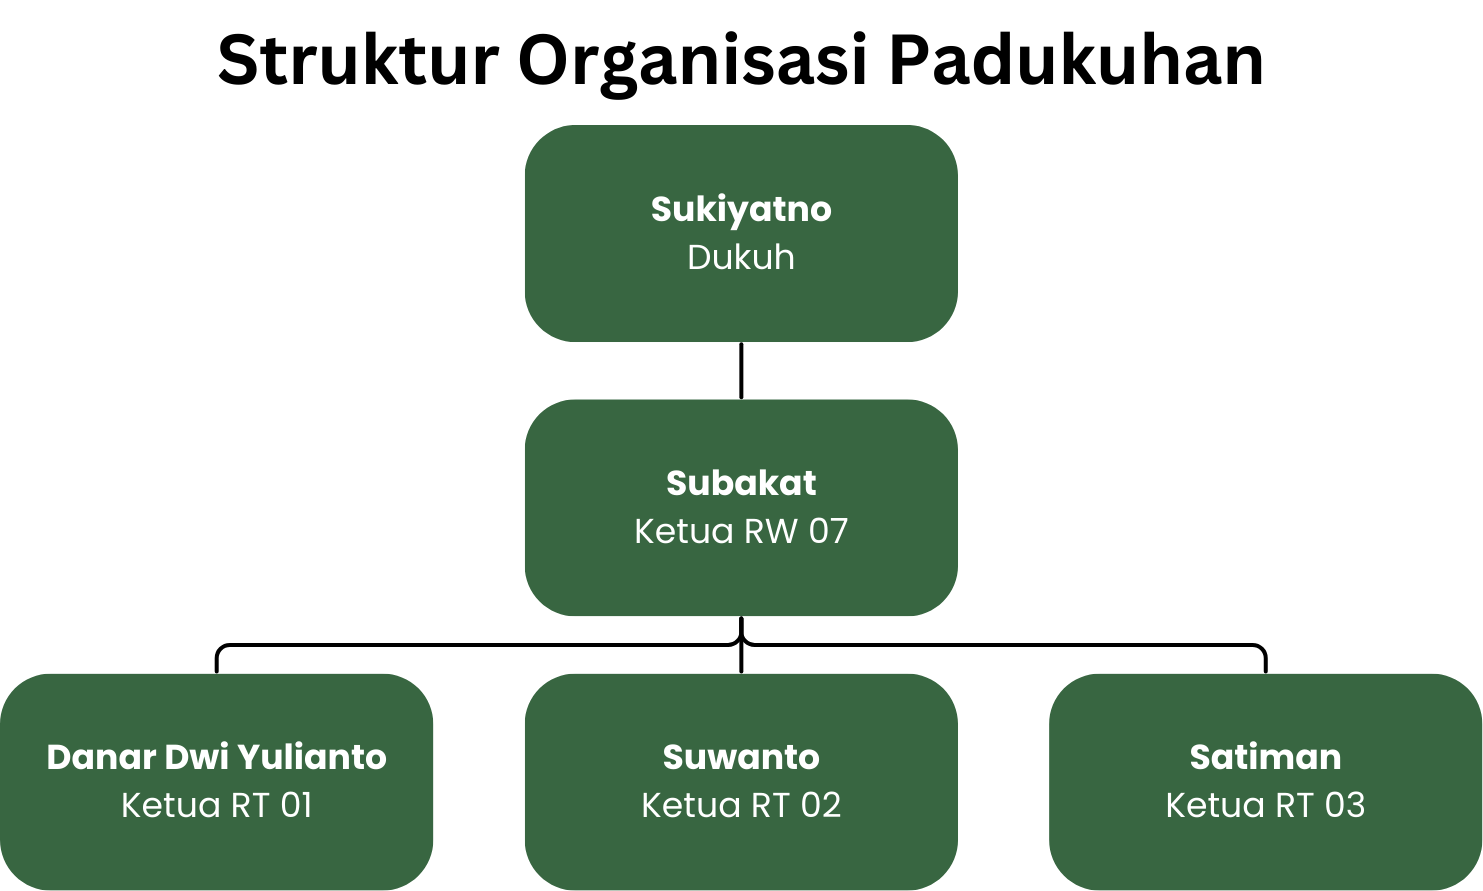 Struktur Organisasi Padukuhan
Sukiyatno
Dukuh
Subakat
Ketua RW 07
Danar Dwi Yulianto
Ketua RT 01
Suwanto
Ketua RT 02
Satiman
Ketua RT 03